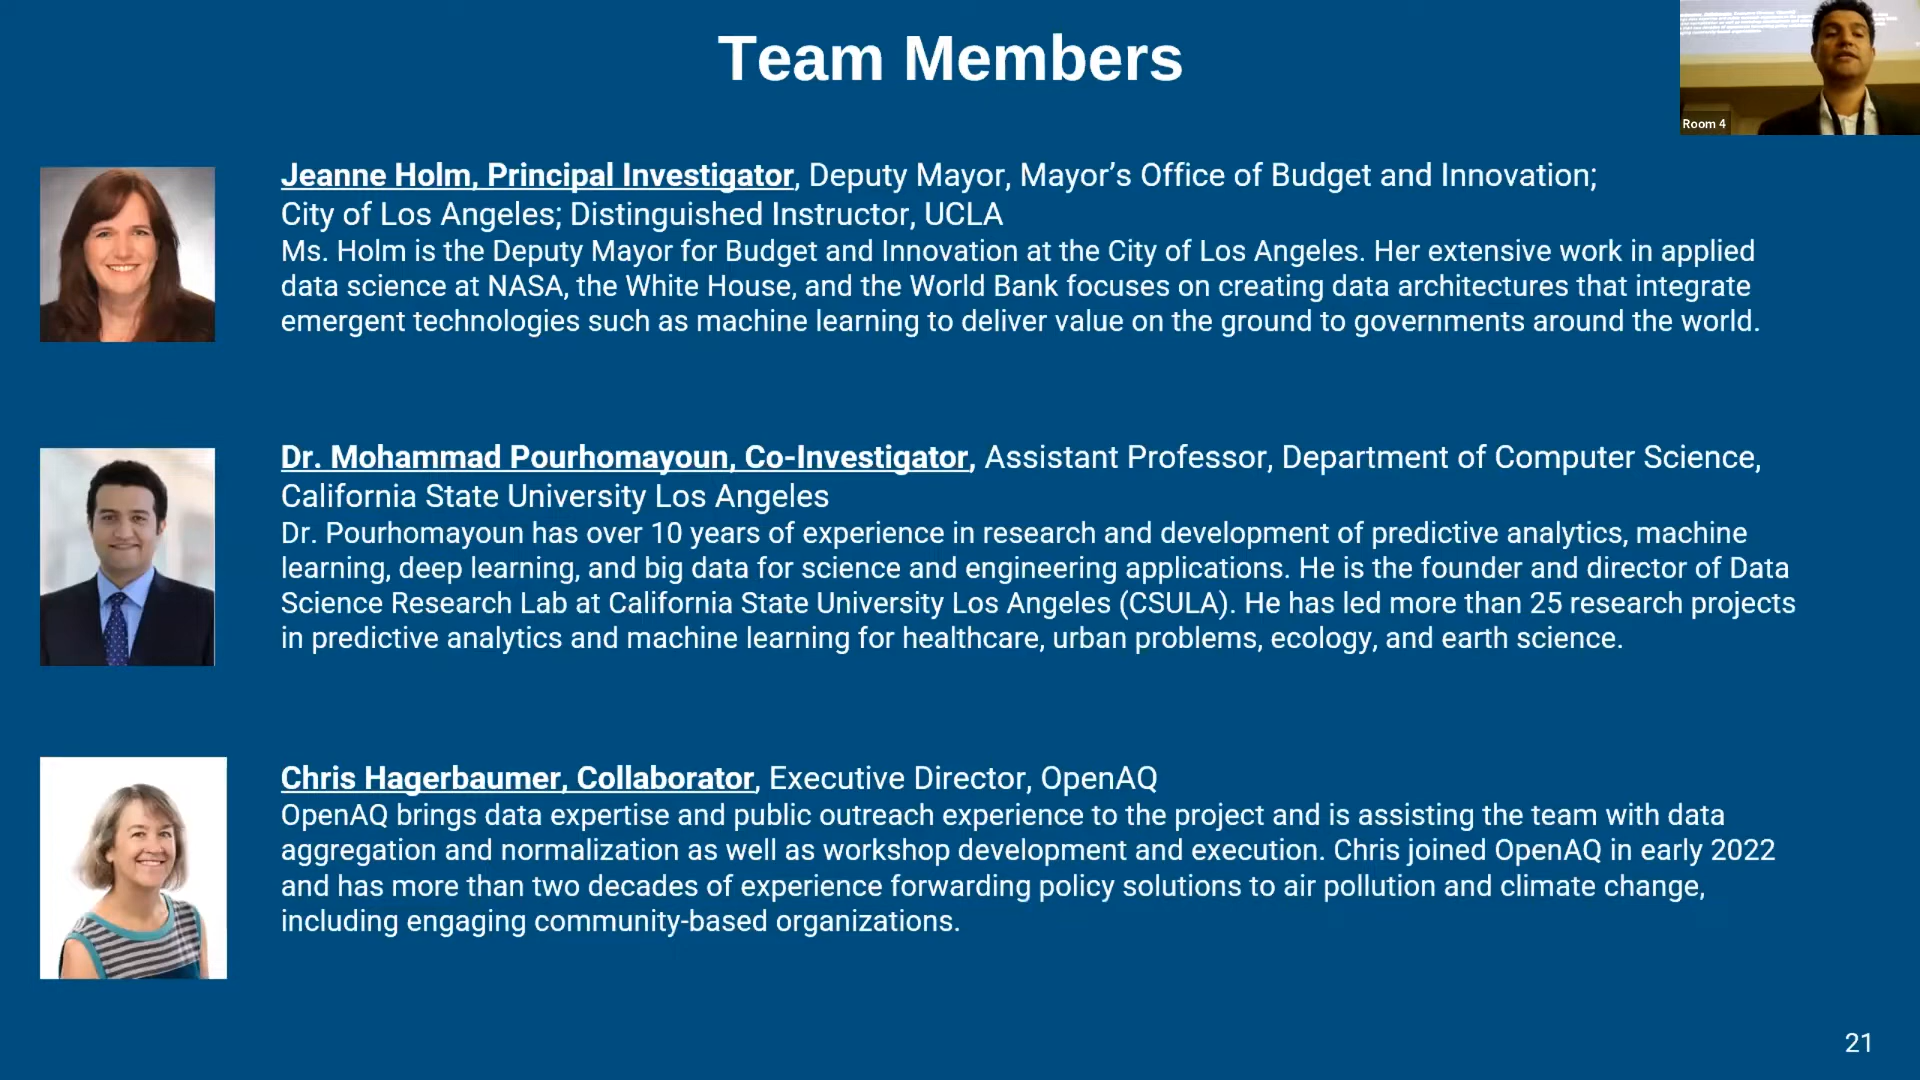 Team Members
Room 4
Jeanne Holm, Principal Investigator, Deputy Mayor, Mayor’s Office of Budget and Innovation;
City of Los Angeles; Distinguished Instructor, UCLA
Ms. Holm is the Deputy Mayor for Budget and Innovation at the City of Los Angeles. Her extensive work in applied
data science at NASA, the White House, and the World Bank focuses on creating data architectures that integrate
emergent technologies such as machine learning to deliver value on the ground to governments around the world.
Dr. Mohammad Pourhomayoun, Co-Investigator, Assistant Professor, Department of Computer Science,
California State University Los Angeles
Dr. Pourhomayoun has over 10 years of experience in research and development of predictive analytics, machine
learning, deep learning, and big data for science and engineering applications. He is the founder and director of Data
Science Research Lab at California State University Los Angeles (CSULA). He has led more than 25 research projects
in predictive analytics and machine learning for healthcare, urban problems, ecology, and earth science.
Chris Hagerbaumer, Collaborator, Executive Director, OpenAQ
OpenAQ brings data expertise and public outreach experience to the project and is assisting the team with data
aggregation and normalization as well as workshop development and execution. Chris joined OpenAQ in early 2022
and has more than two decades of experience forwarding policy solutions to air pollution and climate change,
including engaging community-based organizations.
21